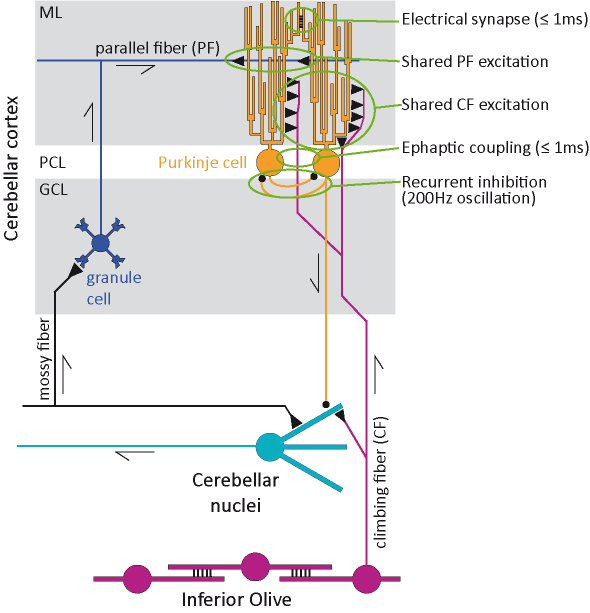 ML
Electrical synapse (≤ 1ms)
parallel fiber (PF)
Shared PF excitation
Shared CF excitation
Cerebellar cortex
Ephaptic coupling (≤ 1ms)
PCL
Purkinje cell
GCL
Recurrent inhibition
(200Hz oscillation)
granule
cell
mossy fiber
climbing fiber (CF)
Cerebellar
nuclei
Inferior Olive